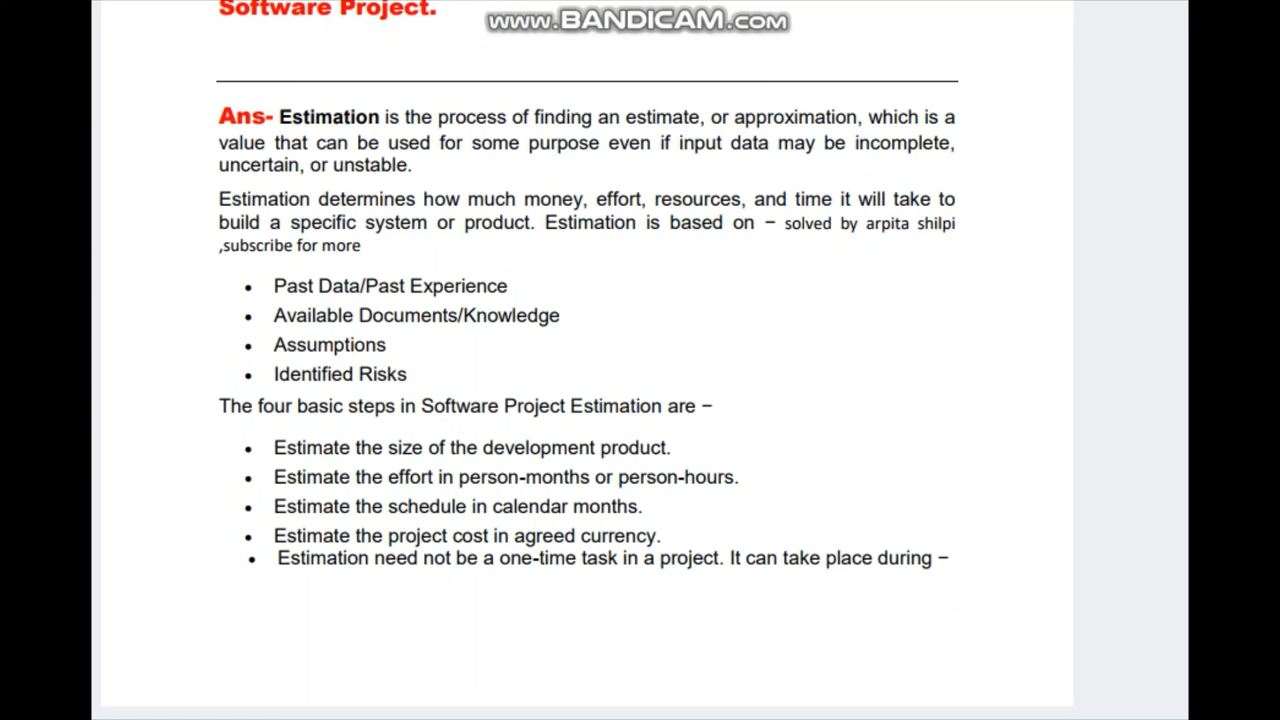 Software Project.
www.BANDICAM.com
Ans- Estimation is the process of finding an estimate, or approximation, which is a
value that can be used for some purpose even if input data may be incomplete,
uncertain, or unstable.
Estimation determines how much money, effort, resources, and time it will take to
build a specific system or product. Estimation is based on − solved by arpita shilpi
,subscribe for more
• Past Data/Past Experience
• Available Documents/Knowledge
• Assumptions
• Identified Risks
The four basic steps in Software Project Estimation are −
• Estimate the size of the development product.
• Estimate the effort in person-months or person-hours.
• Estimate the schedule in calendar months.
• Estimate the project cost in agreed currency.
• Estimation need not be a one-time task in a project. It can take place during −